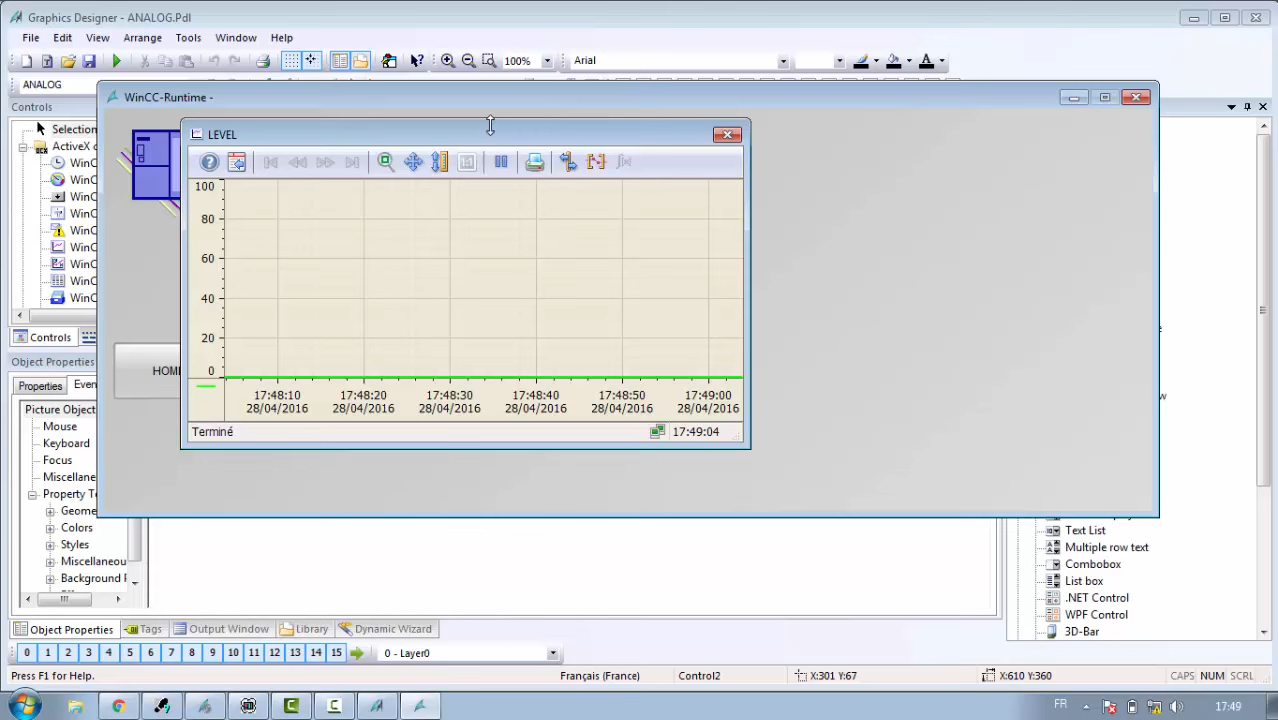 Graphics Designer - ANALOG.Pdl
File Edit View Arrange Tools Window Help
100% Arial
ANALOG
WinCC-Runtime -
Controls
LEVEL
Selection
ActiveX c
WinC
WinC
WinC
WinC
WinC
WinC
WinC
WinC
WinC
100
80
60
40
20
0
17:48:10 17:48:20 17:48:30 17:48:40 17:48:50 17:49:00
28/04/2016 28/04/2016 28/04/2016 28/04/2016 28/04/2016 28/04/2016
Terminé 17:49:04
Controls
HOME
Object Properties
Properties Even
Picture Object
Mouse
Keyboard
Focus
Miscellane
Property T
Geome
Colors
Styles
Miscellaneou
Background P
Text List
Multiple row text
Combobox
List box
.NET Control
WPF Control
3D-Bar
Object Properties Tags Output Window Library Dynamic Wizard
0 1 2 3 4 5 6 7 8 9 10 11 12 13 14 15 0 - Layer0
Press F1 for Help. Français (France) Control2 X:301 Y:67 X:610 Y:360 CAPS NUM SCRL
FR 17:49